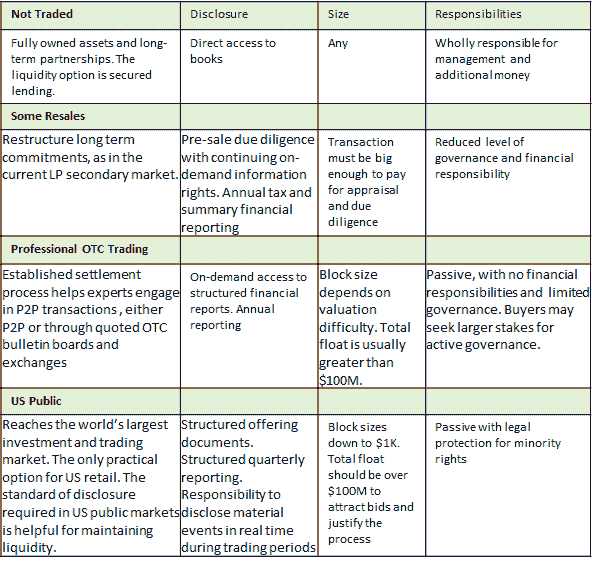 Not Traded
Disclosure
Size
Responsibilities
Fully owned assets and long-
term partnerships. The
liquidity option is secured
lending.
Direct access to
books
Any
Wholly responsible for
management and
additional money
Some Resales
Restructure long term
commitments, as in the
current LP secondary market.
Pre-sale due diligence
with continuing on-
demand information
rights. Annual tax and
summary financial
reporting
Transaction
must be big
enough to pay
for appraisal
and due
diligence
Reduced level of
governance and financial
responsibility
Professional OTC Trading
Established settlement
process helps experts engage
in P2P transactions , either
P2P or through quoted OTC
bulletin boards and
exchanges
On-demand access to
structured financial
reports. Annual
reporting
Block size
depends on
valuation
difficulty. Total
float is usually
greater than
$100M.
Passive, with no financial
responsibilities and limited
governance. Buyers may
seek larger stakes for
active governance.
US Public
Reaches the world's largest
investment and trading
market. The only practical
option for US retail. The
standard of disclosure
required in US public markets
is helpful for maintaining
liquidity.
Structured offering
documents.
Structured quarterly
reporting.
Responsibility to
disclose material
events in real time
during trading periods
Block sizes
down to $1K.
Total float
should be over
$100M to
attract bids and
justify the
process
Passive with legal
protection for minority
rights